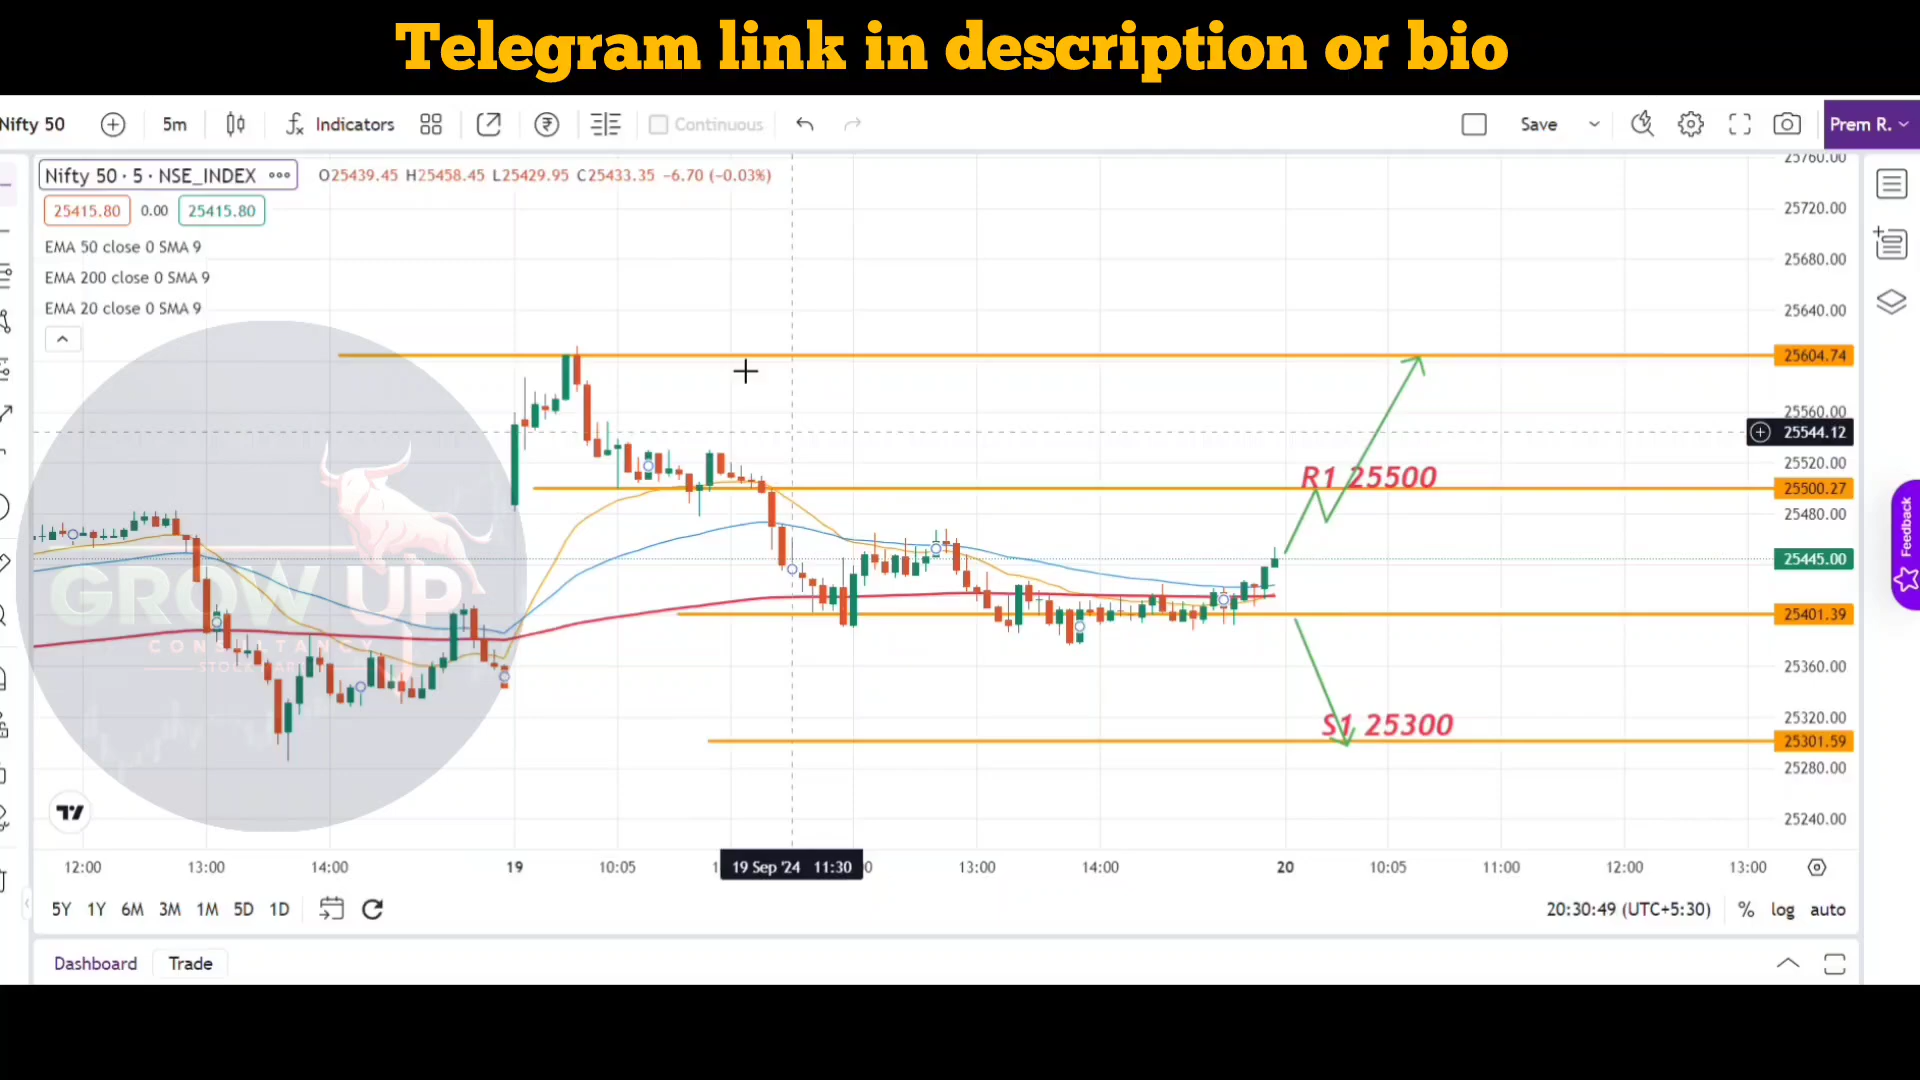 Telegram link in description or bio
Nifty 50 5m Indicators Continuous Save Prem R.
Nifty 50 · 5 · NSE_INDEX O25439.45 H25458.45 L25429.95 C25433.35 −6.70 (−0.03%)
25415.80 0.00 25415.80
EMA 50 close 0 SMA 9
EMA 200 close 0 SMA 9
EMA 20 close 0 SMA 9
25760.00
25720.00
25680.00
25640.00
25604.74
25560.00
25544.12
25520.00
R1 25500
25500.27
25480.00
25445.00
25401.39
25360.00
25320.00
S1 25300
25301.59
25280.00
25240.00
Feedback
GROW UP
CONSULTANCY
12:00 13:00 14:00 19 10:05 19 Sep '24 11:30 13:00 14:00 20 10:05 11:00 12:00 13:00
5Y 1Y 6M 3M 1M 5D 1D 20:30:49 (UTC+5:30) % log auto
Dashboard Trade